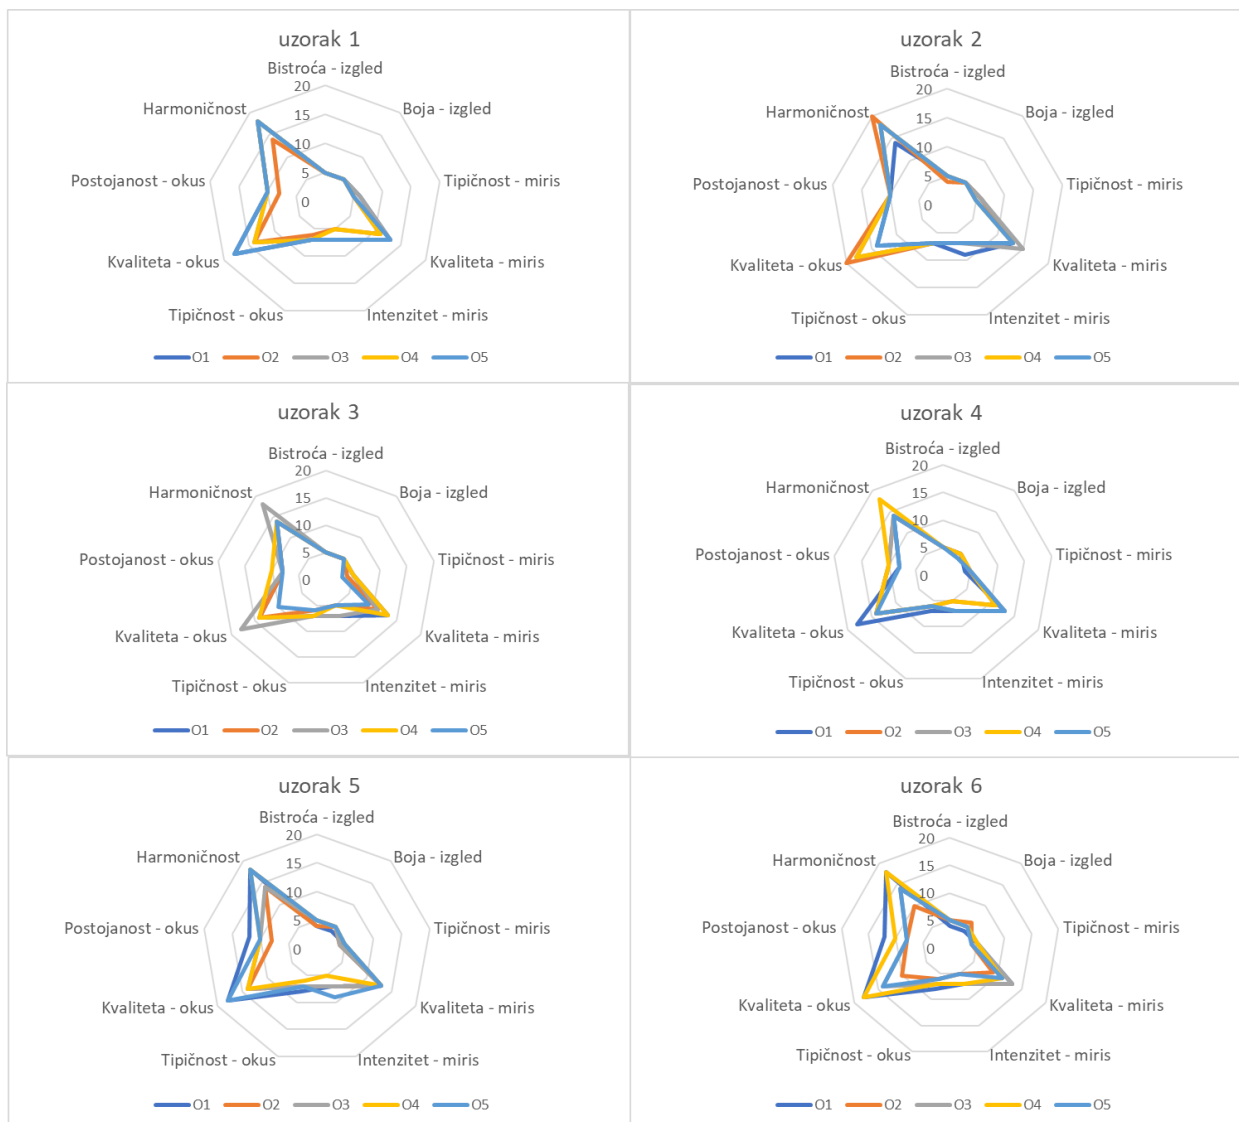 uzorak 1
Bistroća - izgled
20
Harmoničnost
Boja - izgled
15
10
5
Postojanost - okus
Tipičnost - miris
0
Kvaliteta - okus
Kvaliteta - miris
Tipičnost - okus
Intenzitet - miris
O1 O2 O3 O4 O5
uzorak 2
Bistroća - izgled
20
Harmoničnost
Boja - izgled
15
10
5
Postojanost - okus
Tipičnost - miris
0
Kvaliteta - okus
Kvaliteta - miris
Tipičnost - okus
Intenzitet - miris
O1 O2 O3 O4 O5
uzorak 3
Bistroća - izgled
20
Harmoničnost
Boja - izgled
15
10
5
Postojanost - okus
Tipičnost - miris
0
Kvaliteta - okus
Kvaliteta - miris
Tipičnost - okus
Intenzitet - miris
O1 O2 O3 O4 O5
uzorak 4
Bistroća - izgled
20
Harmoničnost
Boja - izgled
15
10
5
Postojanost - okus
Tipičnost - miris
0
Kvaliteta - okus
Kvaliteta - miris
Tipičnost - okus
Intenzitet - miris
O1 O2 O3 O4 O5
uzorak 5
Bistroća - izgled
20
Harmoničnost
Boja - izgled
15
10
5
Postojanost - okus
Tipičnost - miris
0
Kvaliteta - okus
Kvaliteta - miris
Tipičnost - okus
Intenzitet - miris
O1 O2 O3 O4 O5
uzorak 6
Bistroća - izgled
20
Harmoničnost
Boja - izgled
15
10
5
Postojanost - okus
Tipičnost - miris
0
Kvaliteta - okus
Kvaliteta - miris
Tipičnost - okus
Intenzitet - miris
O1 O2 O3 O4 O5